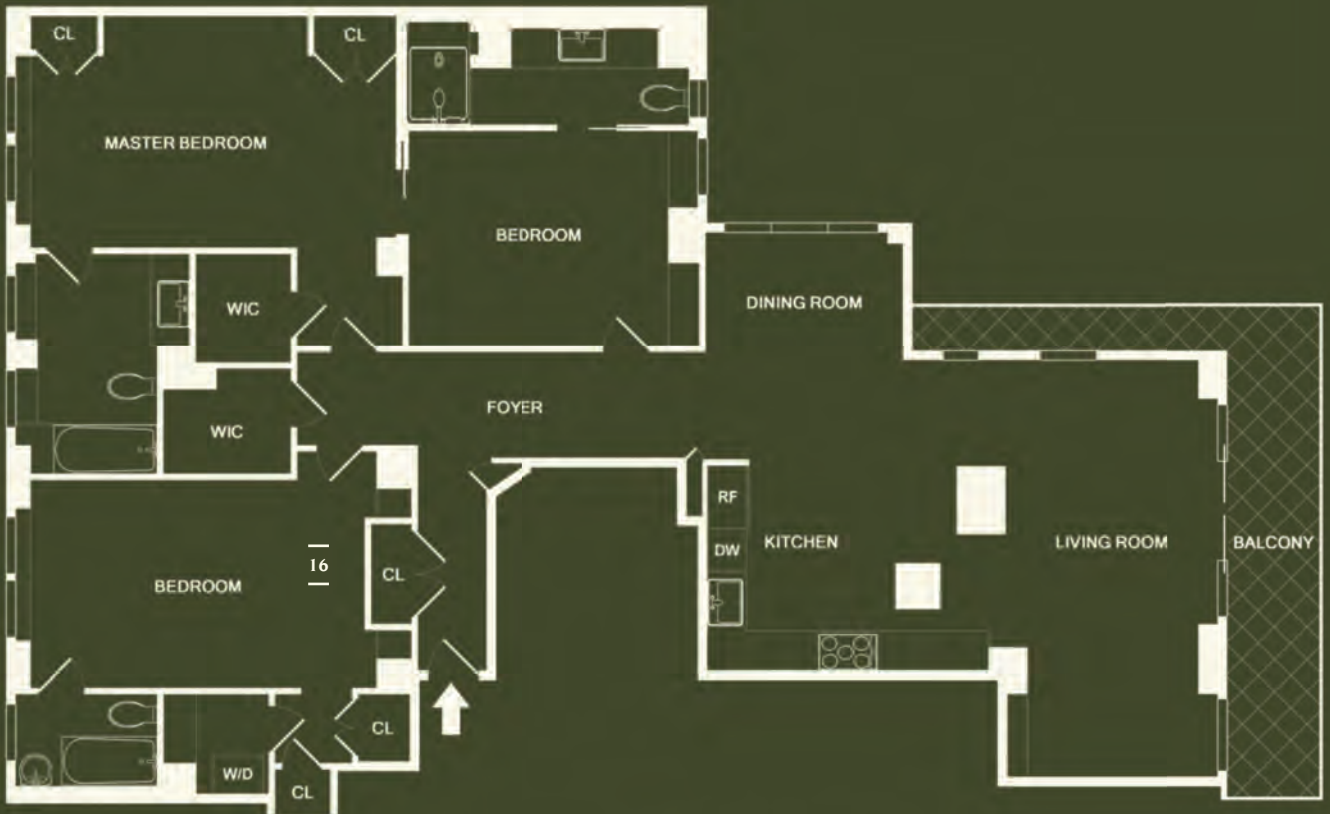 CL
CL
MASTER BEDROOM
BEDROOM
WIC
DINING ROOM
FOYER
WIC
RF
DW
KITCHEN
LIVING ROOM
BALCONY
16
CL
BEDROOM
CL
W/D
CL